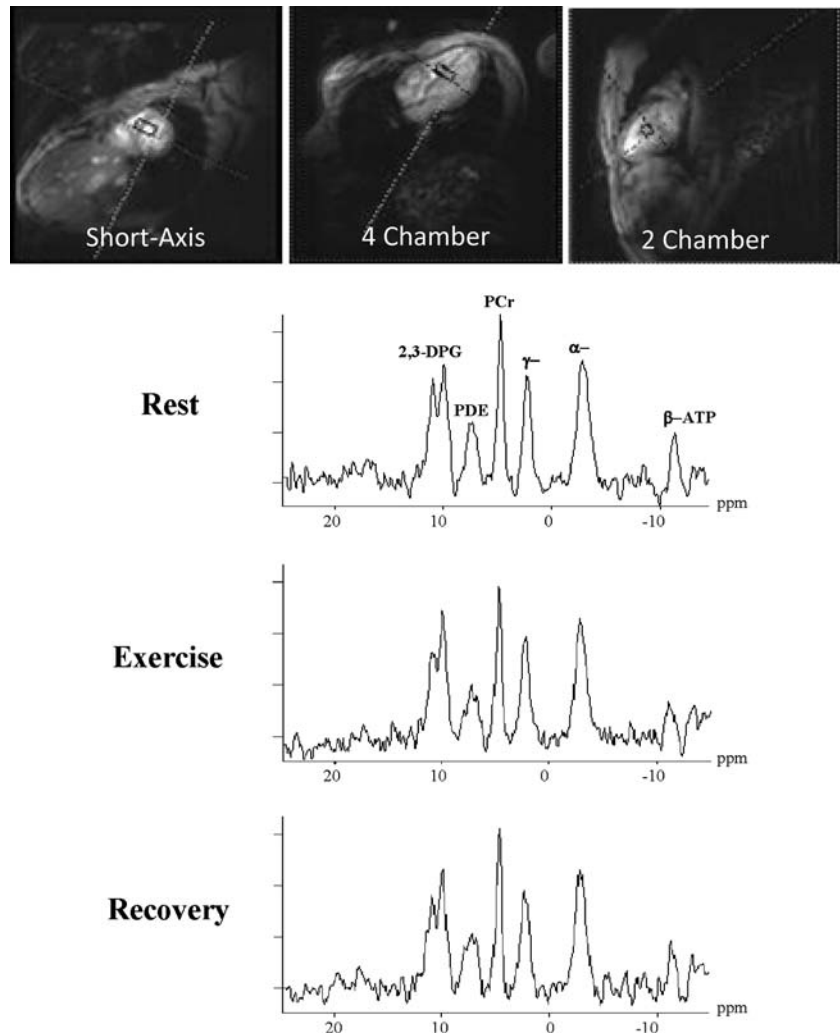 Short-Axis
4 Chamber
2 Chamber
PCr
2,3-DPG
PDE
γ–
α–
β–ATP
Rest
ppm
20
10
0
-10
Exercise
ppm
20
10
0
-10
Recovery
ppm
20
10
0
-10